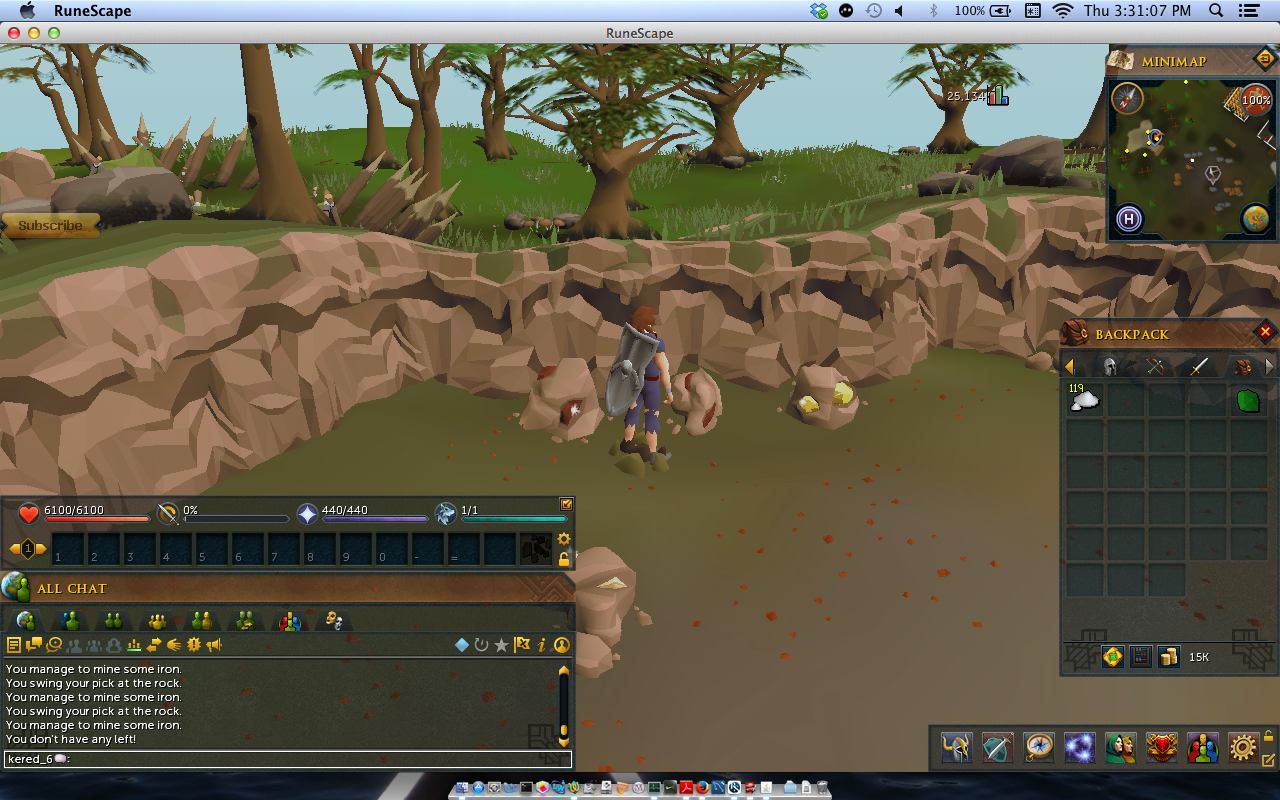 RuneScape
100%
Thu 3:31:07 PM
RuneScape
MINIMAP
25,134
100%
H
Subscribe
BACKPACK
119
6100/6100
0%
440/440
1/1
1
1 2 3 4 5 6 7 8 9 0 - =
ALL CHAT
You manage to mine some iron.
You swing your pick at the rock.
You manage to mine some iron.
You swing your pick at the rock.
You manage to mine some iron.
You don't have any left!
kered_6:
15K